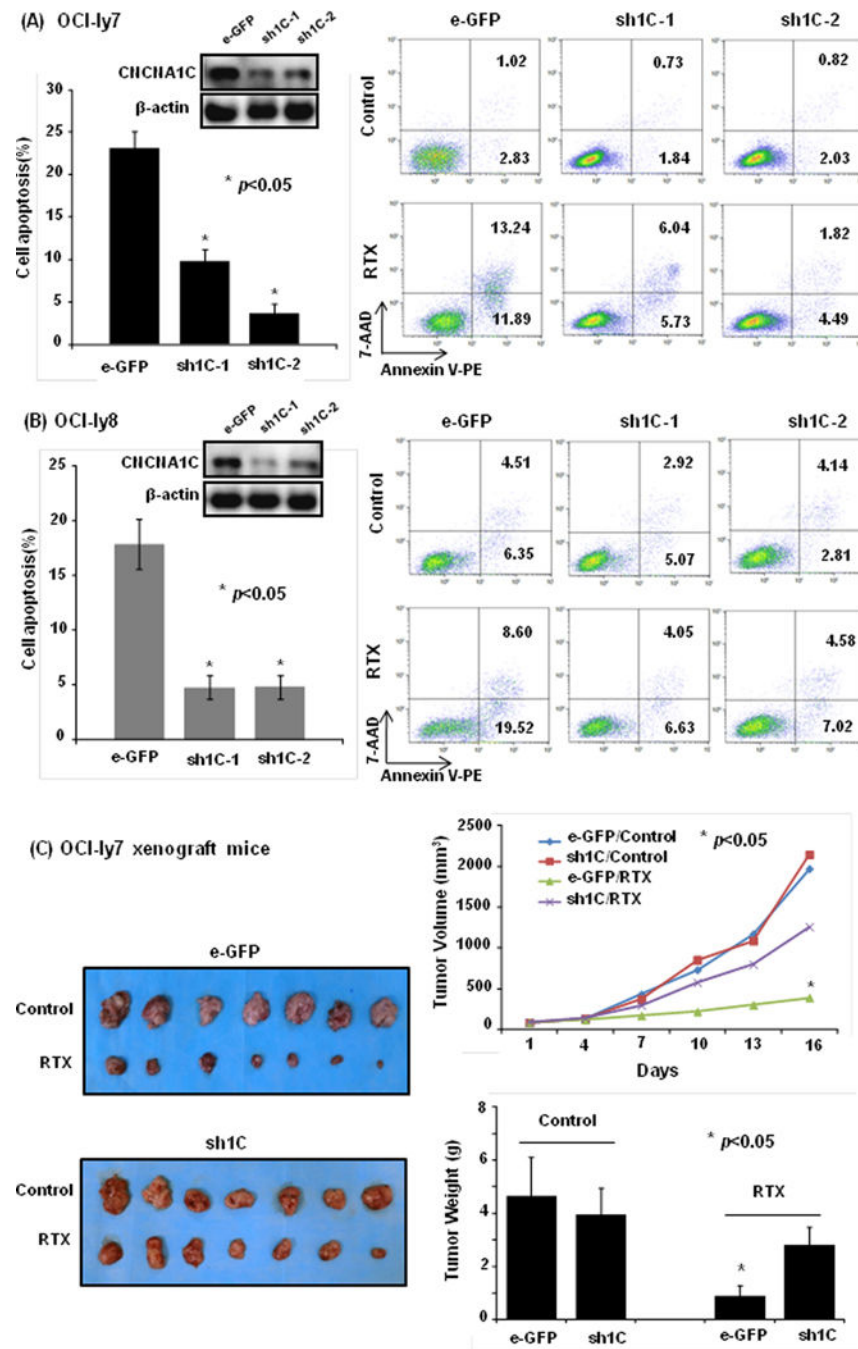 (A) OCI-ly7
e-GFP sh1C-1 sh1C-2
CNCNA1C
β-actin
Cell apoptosis(%)
30
25
20
15
10
5
0
* p<0.05
*
*
e-GFP sh1C-1 sh1C-2
e-GFP sh1C-1 sh1C-2
Control
1.02 0.73 0.82
2.83 1.84 2.03
RTX
13.24 6.04 1.82
11.89 5.73 4.49
7-AAD
Annexin V-PE
(B) OCI-ly8
e-GFP sh1C-1 sh1C-2
CNCNA1C
β-actin
Cell apoptosis(%)
25
20
15
10
5
0
* p<0.05
* *
e-GFP sh1C-1 sh1C-2
e-GFP sh1C-1 sh1C-2
Control
4.51 2.92 4.14
6.35 5.07 2.81
RTX
8.60 4.05 4.58
19.52 6.63 7.02
7-AAD
Annexin V-PE
(C) OCI-ly7 xenograft mice
e-GFP
Control
RTX
sh1C
Control
RTX
Tumor Volume (mm³)
2500
2000
1500
1000
500
0
e-GFP/Control
sh1C/Control
e-GFP/RTX
sh1C/RTX
* p<0.05
*
1 4 7 10 13 16
Days
Tumor Weight (g)
8
6
4
2
0
Control
* p<0.05
RTX
*
e-GFP sh1C e-GFP sh1C